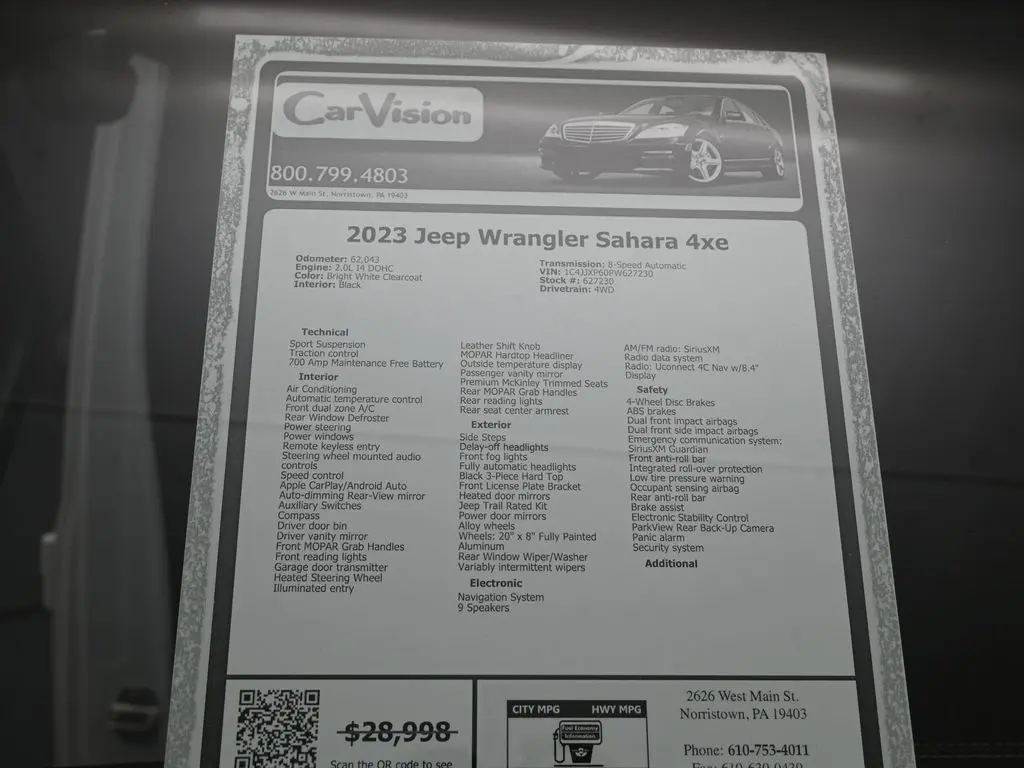 CarVision
800.799.4803
2626 W Main St, Norristown, PA 19403
2023 Jeep Wrangler Sahara 4xe
Odometer: 62,043
Engine: 2.0L I4 DOHC
Color: Bright White Clearcoat
Interior: Black
Transmission: 8-Speed Automatic
VIN: 1C4JJXP60PW627230
Stock #: 627230
Drivetrain: 4WD
Technical
Sport Suspension
Traction control
700 Amp Maintenance Free Battery
Interior
Air Conditioning
Automatic temperature control
Front dual zone A/C
Rear Window Defroster
Power steering
Power windows
Remote keyless entry
Steering wheel mounted audio
controls
Speed control
Apple CarPlay/Android Auto
Auto-dimming Rear-View mirror
Auxiliary Switches
Compass
Driver door bin
Driver vanity mirror
Front MOPAR Grab Handles
Front reading lights
Garage door transmitter
Heated Steering Wheel
Illuminated entry
Leather Shift Knob
MOPAR Hardtop Headliner
Outside temperature display
Passenger vanity mirror
Premium McKinley Trimmed Seats
Rear MOPAR Grab Handles
Rear reading lights
Rear seat center armrest
Exterior
Side Steps
Delay-off headlights
Front fog lights
Fully automatic headlights
Black 3-Piece Hard Top
Front License Plate Bracket
Heated door mirrors
Jeep Trail Rated Kit
Power door mirrors
Alloy wheels
Wheels: 20" x 8" Fully Painted
Aluminum
Rear Window Wiper/Washer
Variably intermittent wipers
Electronic
Navigation System
9 Speakers
AM/FM radio: SiriusXM
Radio data system
Radio: Uconnect 4C Nav w/8.4"
Display
Safety
4-Wheel Disc Brakes
ABS brakes
Dual front impact airbags
Dual front side impact airbags
Emergency communication system:
SiriusXM Guardian
Front anti-roll bar
Integrated roll-over protection
Low tire pressure warning
Occupant sensing airbag
Rear anti-roll bar
Brake assist
Electronic Stability Control
ParkView Rear Back-Up Camera
Panic alarm
Security system
Additional
$28,998
Scan the QR code to see
CITY MPG
HWY MPG
Fuel Economy
Information
2626 West Main St.
Norristown, PA 19403
Phone: 610-753-4011
Fax: 610-630-0430